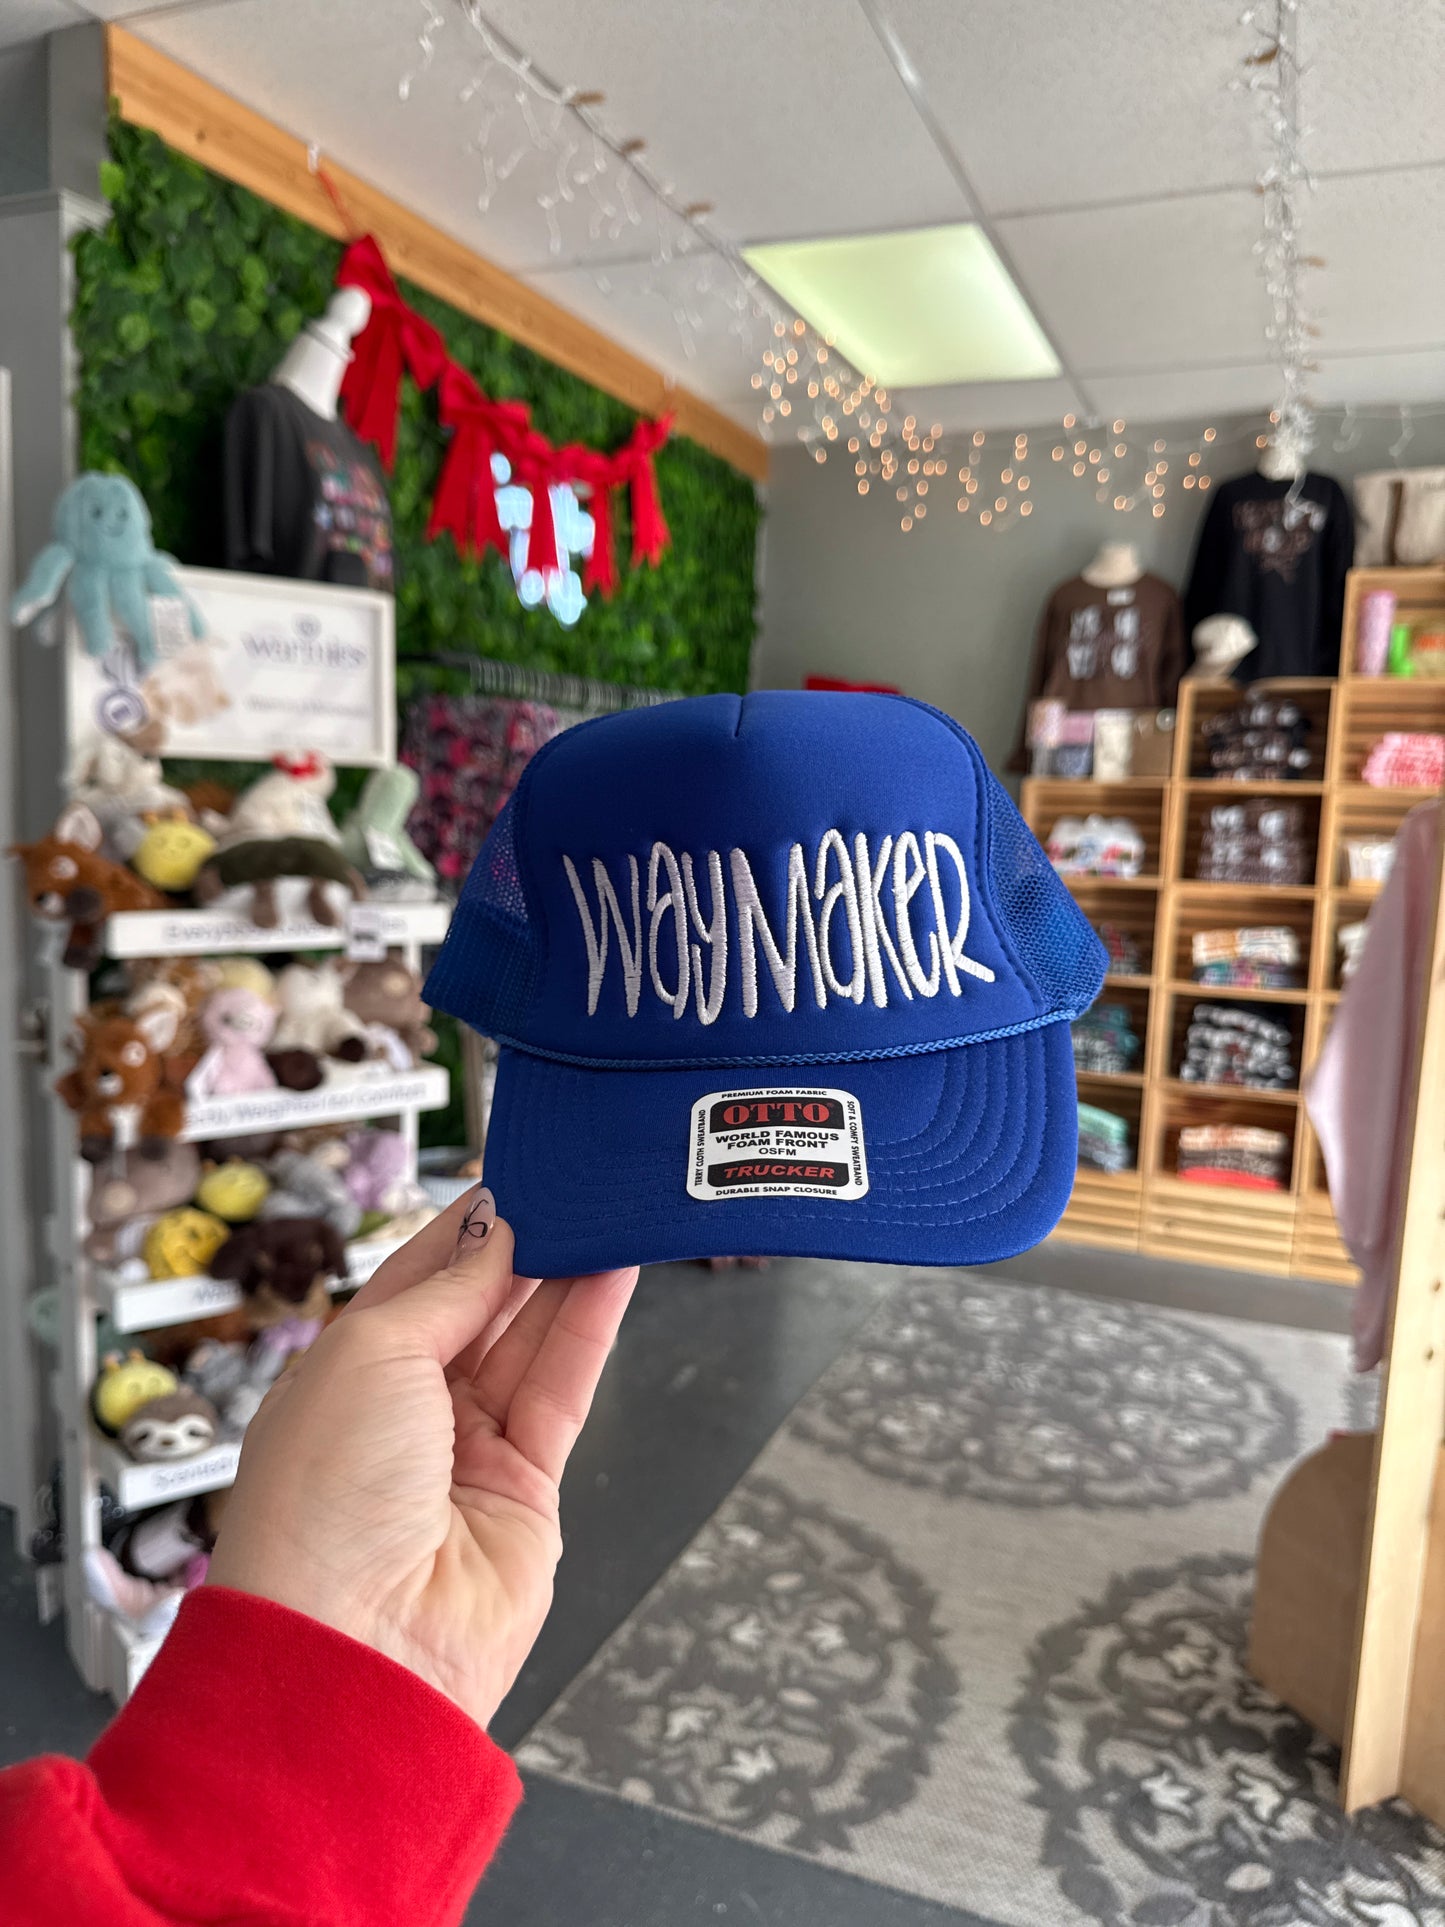 Warmies
WayMakeR
PREMIUM FOAM FABRIC
OTTO
WORLD FAMOUS
FOAM FRONT
OSFM
TRUCKER
DURABLE SNAP CLOSURE
TERRY CLOTH SWEATBAND
SOFT & COMFY SWEATBAND